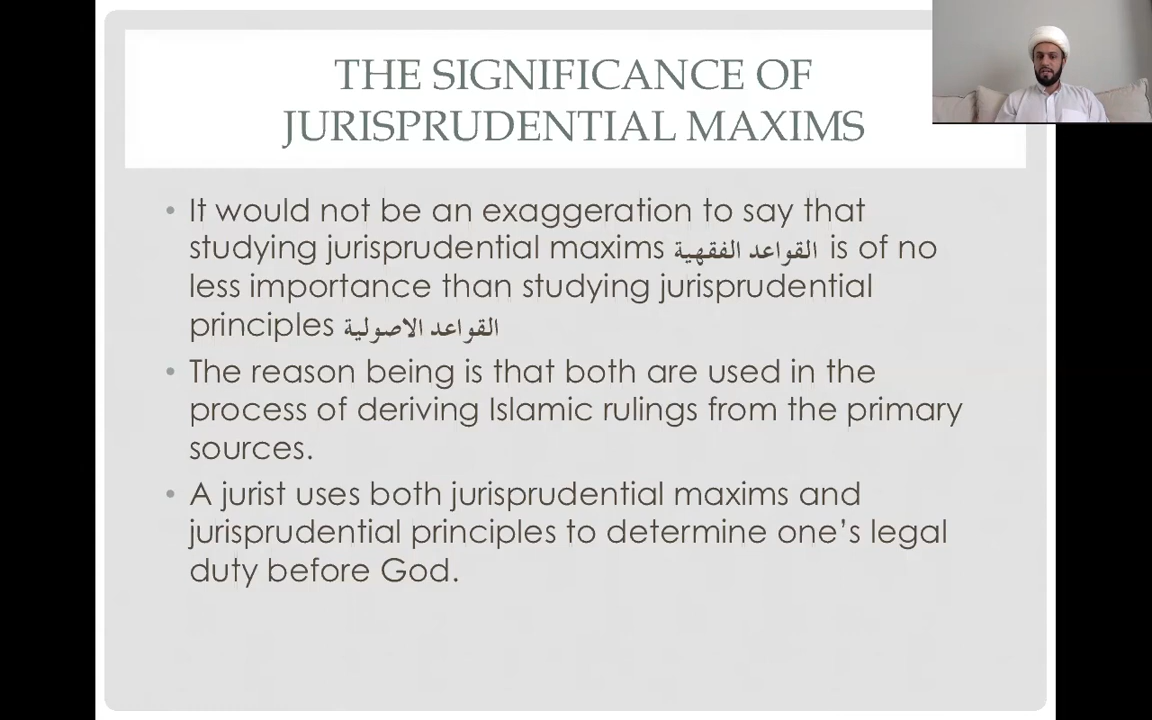 THE SIGNIFICANCE OF
JURISPRUDENTIAL MAXIMS
• It would not be an exaggeration to say that
studying jurisprudential maxims القواعد الفقهية is of no
less importance than studying jurisprudential
principles القواعد الاصولية
• The reason being is that both are used in the
process of deriving Islamic rulings from the primary
sources.
• A jurist uses both jurisprudential maxims and
jurisprudential principles to determine one’s legal
duty before God.